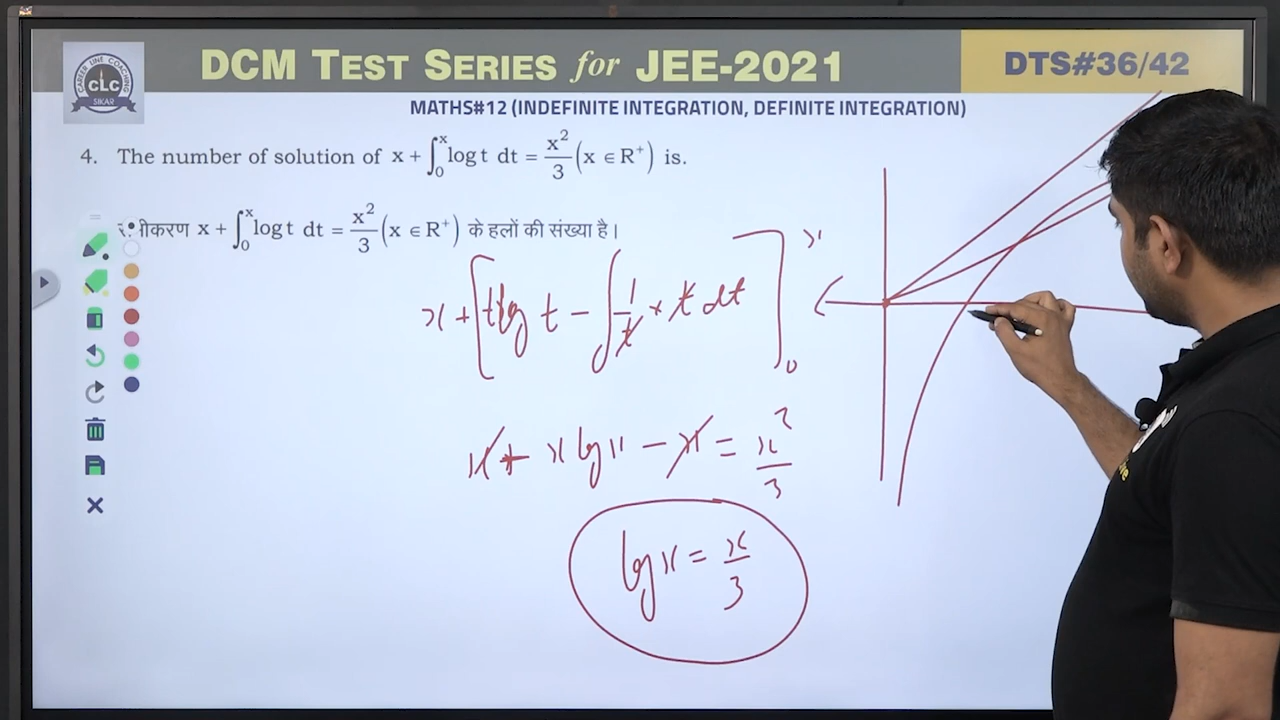 DCM TEST SERIES for JEE-2021
DTS#36/42
CAREER LINE COACHING
CLC
SIKAR
MATHS#12 (INDEFINITE INTEGRATION, DEFINITE INTEGRATION)
4. The number of solution of x + ∫₀ˣ log t dt = x²/3 (x ∈ R⁺) is.
मीकरण x + ∫₀ˣ log t dt = x²/3 (x ∈ R⁺) के हलों की संख्या है।
x + [t log t − ∫ 1/t × t dt]₀ˣ
x + x log x − x = x²/3
log x = x/3